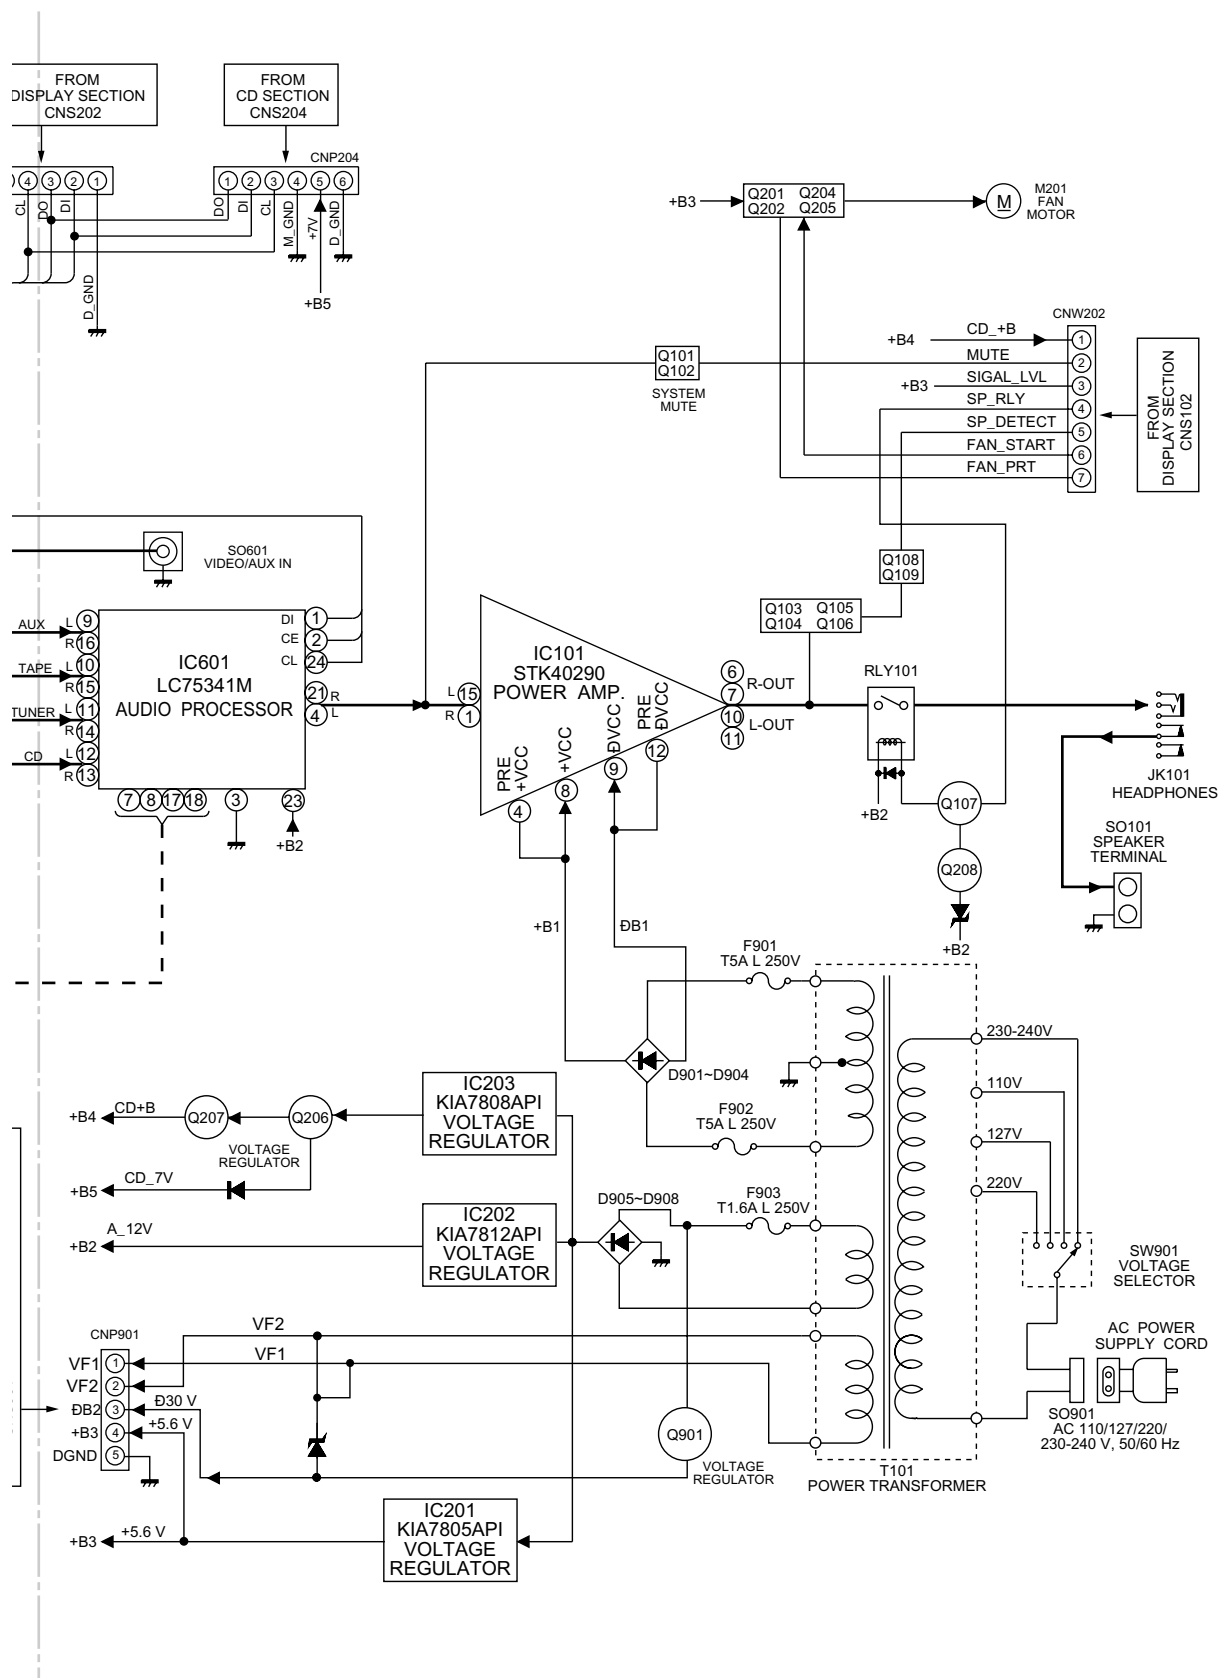 FROM
DISPLAY SECTION
CNS202
FROM
CD SECTION
CNS204
CNP204
4 3 2 1
1 2 3 4 5 6
CL
DO
DI
D_GND
DO
DI
CL
M_GND
+7V
D_GND
+B5
+B3
Q201 Q204
Q202 Q205
M
M201
FAN
MOTOR
CNW202
+B4
CD_+B
1
MUTE
2
+B3
SIGAL_LVL
3
SP_RLY
4
SP_DETECT
5
FAN_START
6
FAN_PRT
7
FROM
DISPLAY SECTION
CNS102
Q101
Q102
SYSTEM
MUTE
SO601
VIDEO/AUX IN
Q108
Q109
Q103 Q105
Q104 Q106
AUX
L 9
R 16
TAPE
L 10
R 15
TUNER
L 11
R 14
CD
L 12
R 13
IC601
LC75341M
AUDIO PROCESSOR
DI 1
CE 2
CL 24
21 R
4 L
7 8 17 18 3 23
+B2
L 15
R 1
IC101
STK40290
POWER AMP.
PRE
+VCC
4
+VCC
8
ÐVCC
9
PRE
ÐVCC
12
6
7
R-OUT
10
11
L-OUT
RLY101
+B2
Q107
Q208
+B2
JK101
HEADPHONES
SO101
SPEAKER
TERMINAL
+B1
ÐB1
F901
T5A L 250V
D901~D904
F902
T5A L 250V
230-240V
110V
127V
220V
IC203
KIA7808API
VOLTAGE
REGULATOR
+B4
CD+B
Q207
Q206
VOLTAGE
REGULATOR
+B5
CD_7V
D905~D908
F903
T1.6A L 250V
IC202
KIA7812API
VOLTAGE
REGULATOR
+B2
A_12V
SW901
VOLTAGE
SELECTOR
AC POWER
SUPPLY CORD
CNP901
VF2
VF1
VF1 1
VF2 2
ÐB2 3
Ð30 V
+B3 4
+5.6 V
DGND 5
Q901
VOLTAGE
REGULATOR
SO901
AC 110/127/220/
230-240 V, 50/60 Hz
T101
POWER TRANSFORMER
IC201
KIA7805API
VOLTAGE
REGULATOR
+B3
+5.6 V